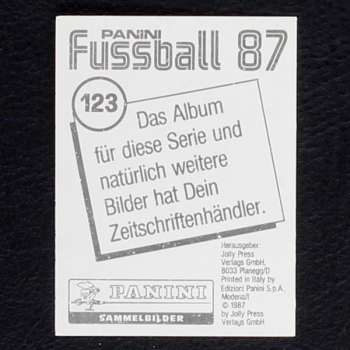 PANINI
Fussball 87
123
Das Album
für diese Serie und
natürlich weitere
Bilder hat Dein
Zeitschriftenhändler.
Herausgeber:
Jolly Press
Verlags GmbH,
8033 Planegg/D
Printed in Italy by
Edizioni Panini S.p.A.,
Modena/I
© 1987
by Jolly Press
Verlags GmbH
PANINI
SAMMELBILDER